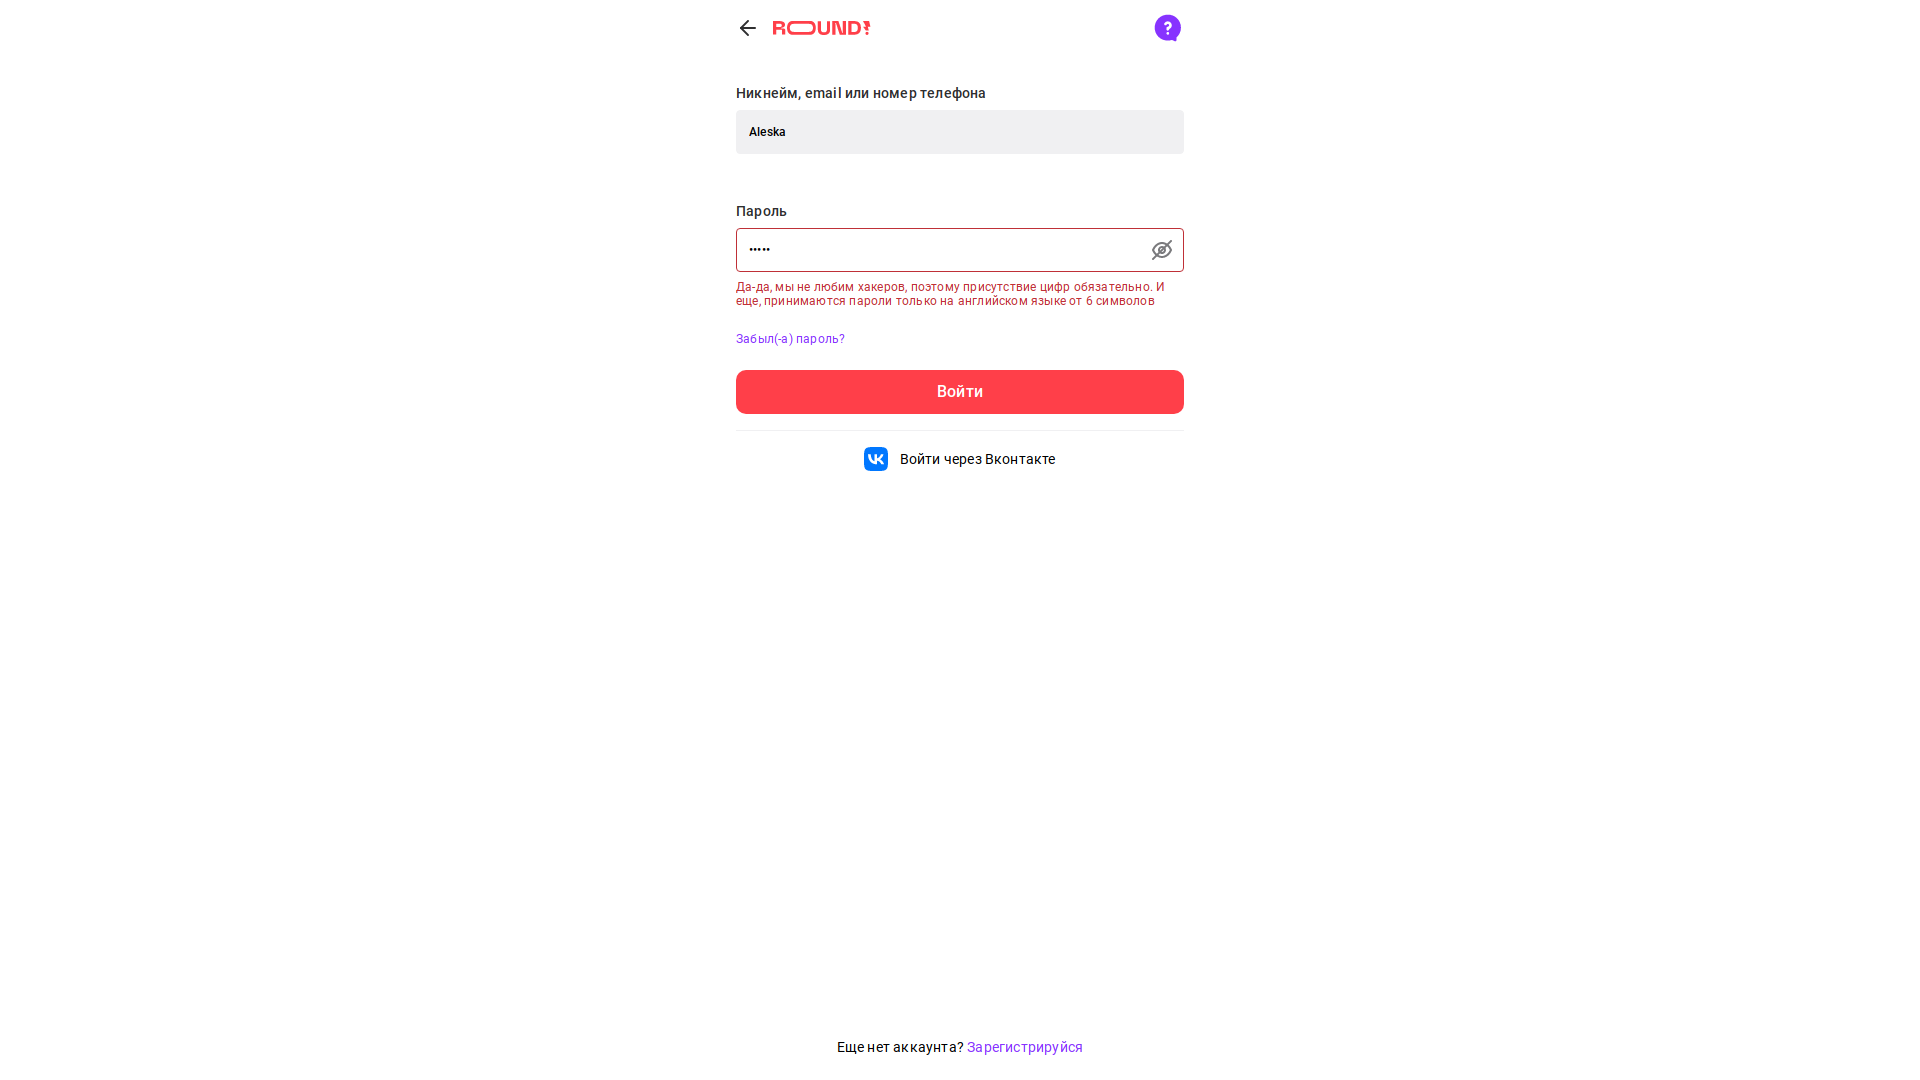 ROUND!
Никнейм, email или номер телефона
Aleska
Пароль
•••••
Да-да, мы не любим хакеров, поэтому присутствие цифр обязательно. И
еще, принимаются пароли только на английском языке от 6 символов
Забыл(-а) пароль?
Войти
Войти через Вконтакте
Еще нет аккаунта? Зарегистрируйся